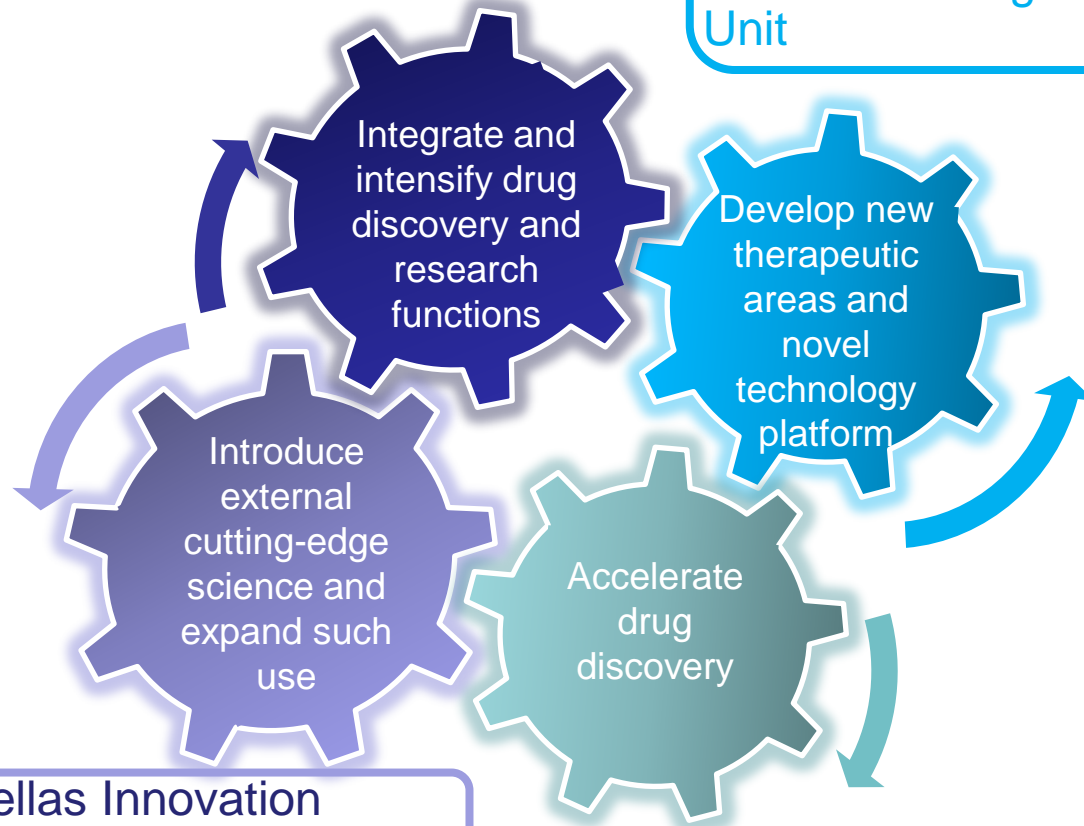 Unit
Integrate and
intensify drug
discovery and
research
functions
Develop new
therapeutic
areas and
novel
technology
platform
Introduce
external
cutting-edge
science and
expand such
use
Accelerate
drug
discovery
ellas Innovation